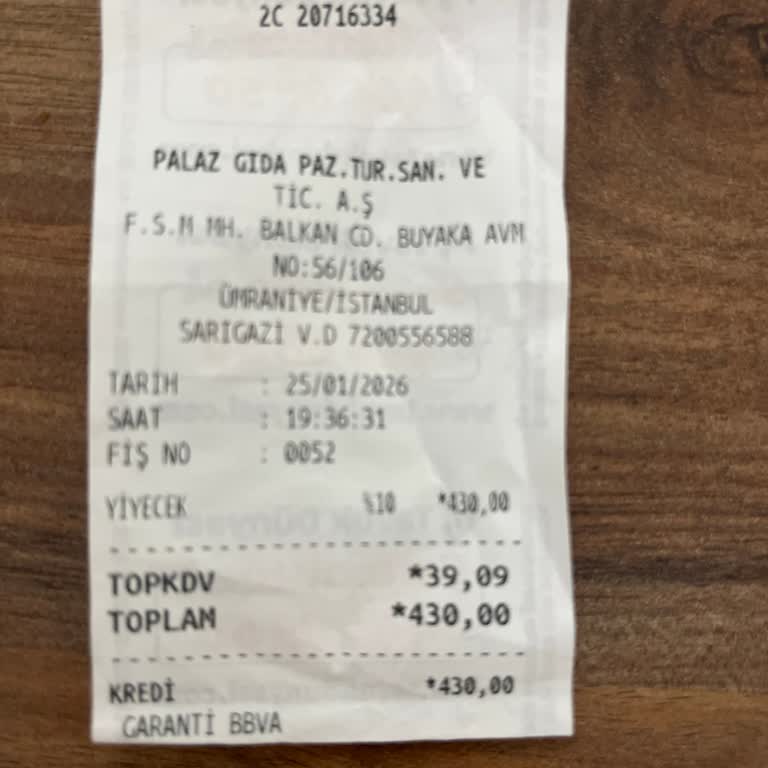 2C 20716334
PALAZ GIDA PAZ.TUR.SAN. VE
TİC. A.Ş
F.S.M MH. BALKAN CD. BUYAKA AVM
NO:56/106
ÜMRANİYE/İSTANBUL
SARIGAZİ V.D 7200556588
TARIH : 25/01/2026
SAAT : 19:36:31
FİŞ NO : 0052
YİYECEK %10 *430,00
TOPKDV *39,09
TOPLAM *430,00
KREDİ *430,00
GARANTİ BBVA